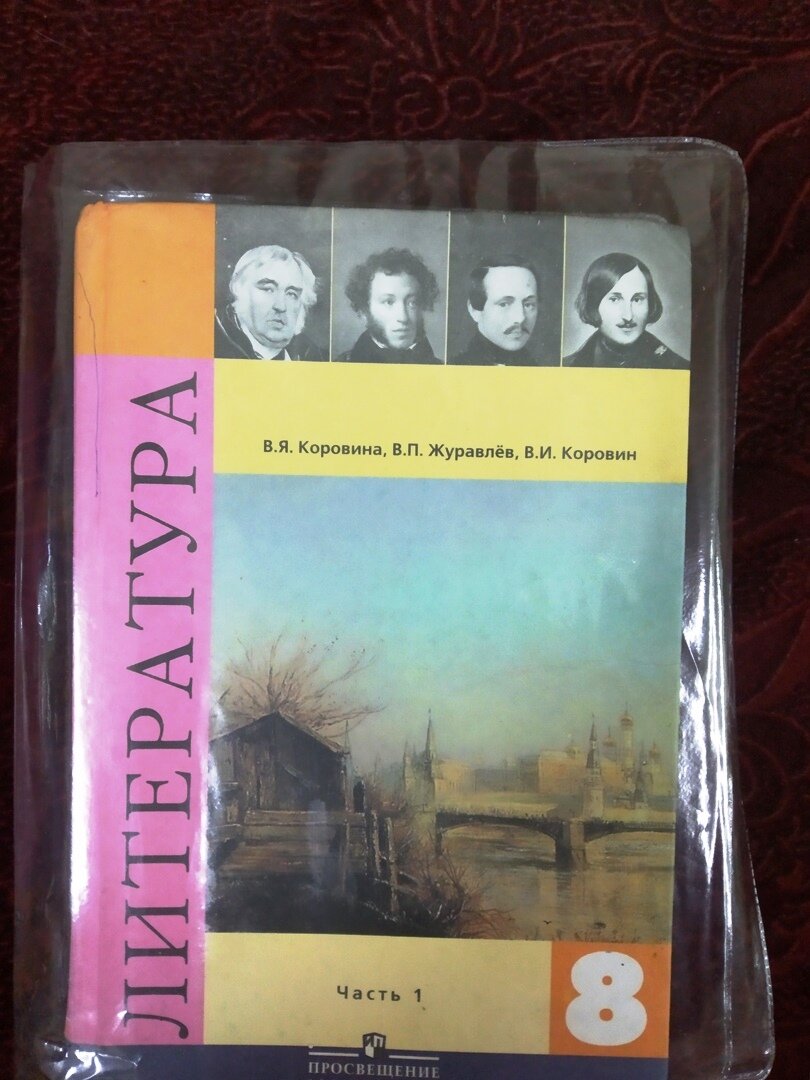 В.Я. Коровина, В.П. Журавлёв, В.И. Коровин
ЛИТЕРАТУРА
Часть 1
8
ПРОСВЕЩЕНИЕ